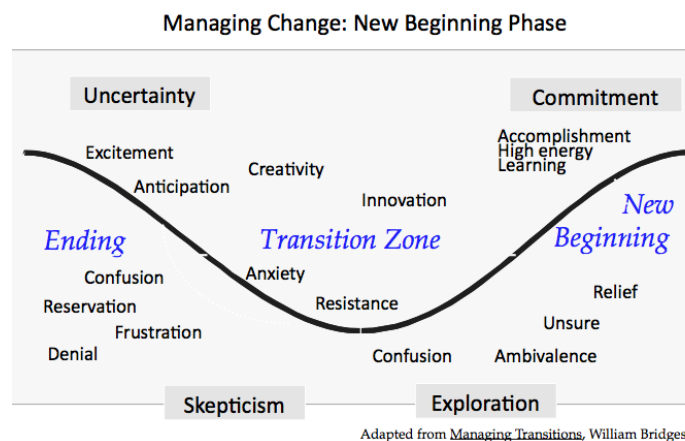 Managing Change: New Beginning Phase
Uncertainty
Commitment
Excitement
Anticipation
Creativity
Innovation
Accomplishment
High energy
Learning
Ending
Transition Zone
New
Beginning
Confusion
Reservation
Frustration
Denial
Anxiety
Resistance
Confusion
Relief
Unsure
Ambivalence
Skepticism
Exploration
Adapted from Managing Transitions, William Bridges